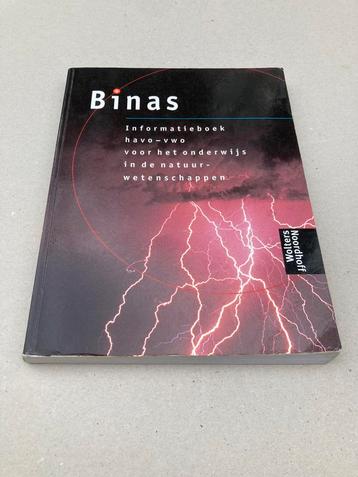 Binas
Informatieboek
havo–vwo
voor het onderwijs
in de natuur-
wetenschappen
Wolters
Noordhoff